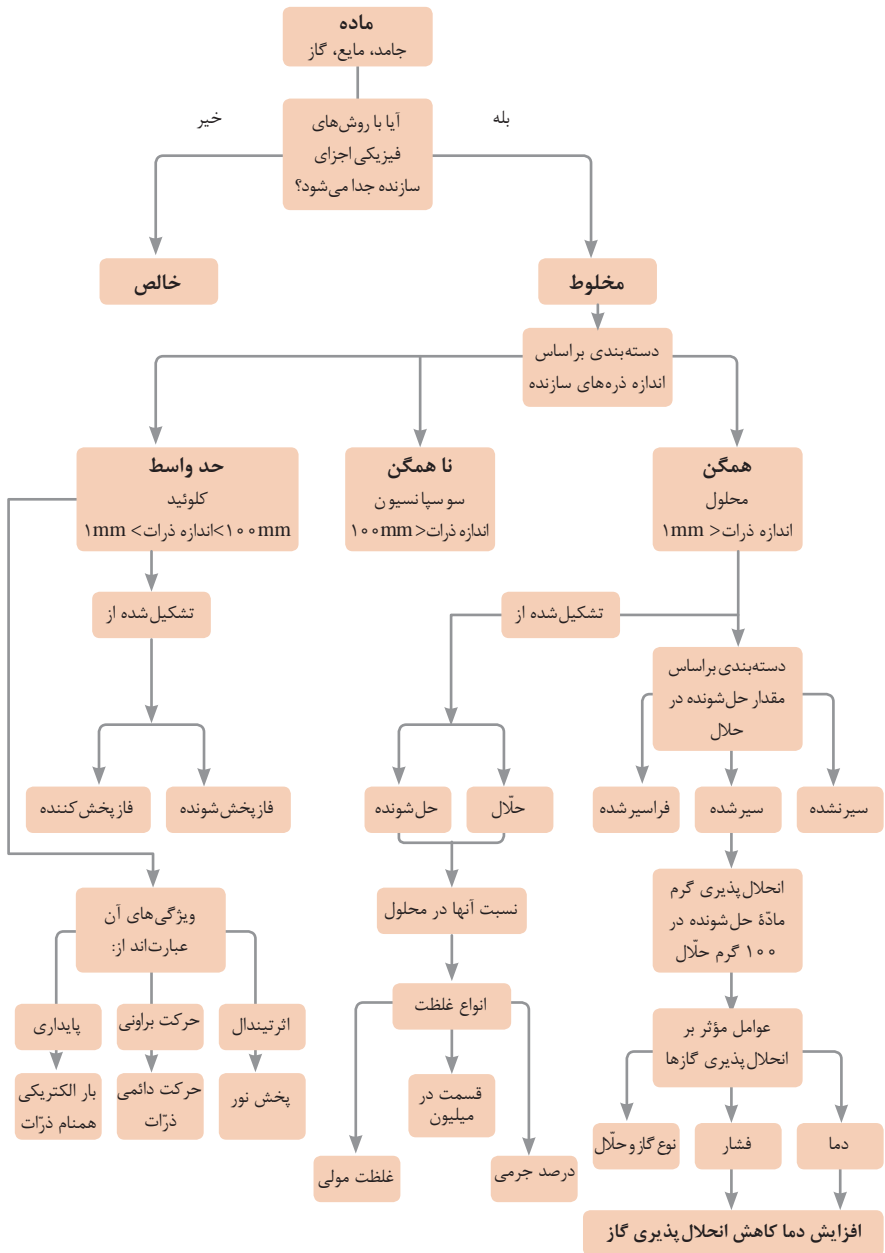 ماده
جامد، مایع، گاز
آیا با روش‌های
فیزیکی اجزای
سازنده جدا می‌شود؟
بله
خیر
مخلوط
خالص
دسته‌بندی براساس
اندازه ذره‌های سازنده
همگن
محلول
اندازه ذرات> ۱mm
نا همگن
سوسپانسیون
اندازه ذرات<۱۰۰mm
حد واسط
کلوئید
۱۰۰mm<اندازه ذرات< ۱mm
تشکیل‌شده از
تشکیل‌شده از
دسته‌بندی براساس
مقدار حل‌شونده در
حلال
سیرنشده
سیر شده
فراسیر شده
حلّال
حل‌شونده
فاز پخش‌شونده
فاز پخش‌کننده
انحلال‌پذیری گرم
مادّۀ حل‌شونده در
۱۰۰ گرم حلّال
نسبت آنها در محلول
ویژگی‌های آن
عبارت‌اند از:
انواع غلظت
اثر تیندال
حرکت براونی
پایداری
عوامل مؤثر بر
انحلال‌پذیری گازها
پخش نور
حرکت دائمی
ذرّات
بار الکتریکی
همنام ذرّات
قسمت در
میلیون
دما
فشار
نوع گاز و حلّال
درصد جرمی
غلظت مولی
افزایش دما کاهش انحلال‌پذیری گاز